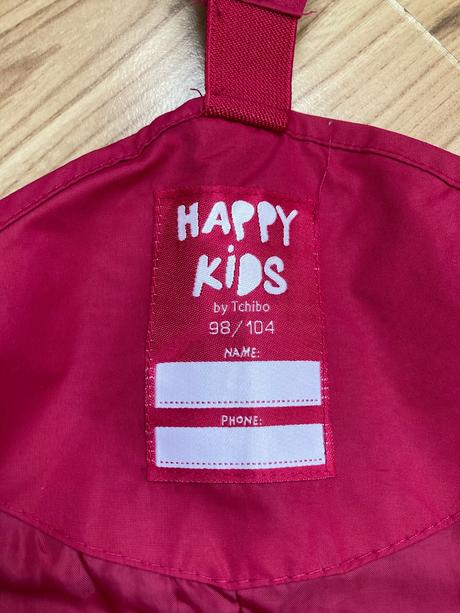 HAPPY
KiDS
by Tchibo
98/104
NAME:
PHONE: